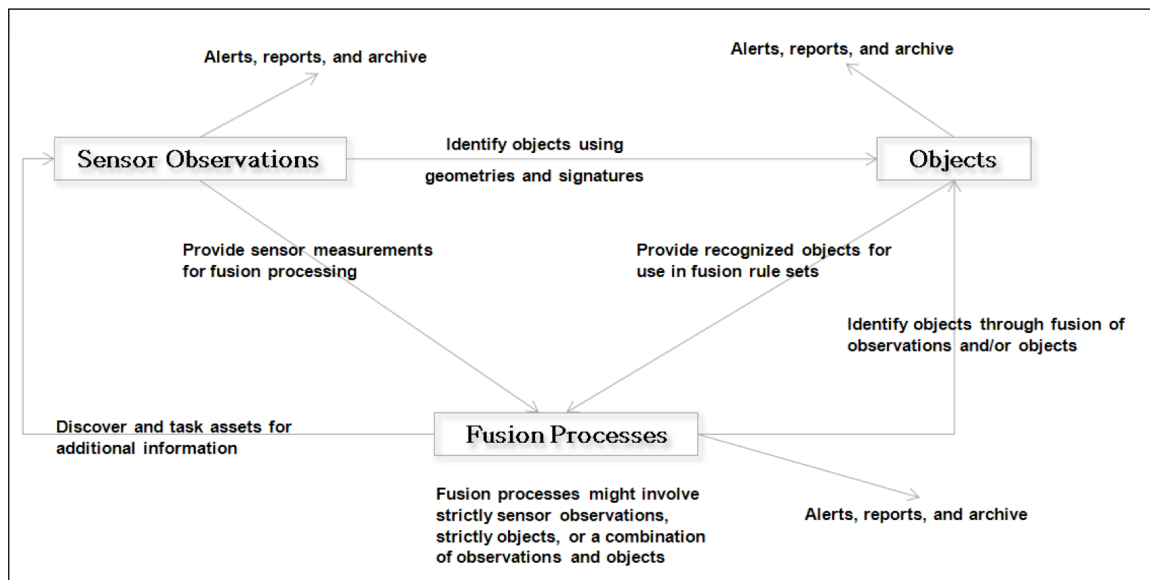 Alerts, reports, and archive
Alerts, reports, and archive
Sensor Observations
Identify objects using
geometries and signatures
Objects
Provide sensor measurements
for fusion processing
Provide recognized objects for
use in fusion rule sets
Identify objects through fusion of
observations and/or objects
Discover and task assets for
additional information
Fusion Processes
Fusion processes might involve
strictly sensor observations,
strictly objects, or a combination
of observations and objects
Alerts, reports, and archive